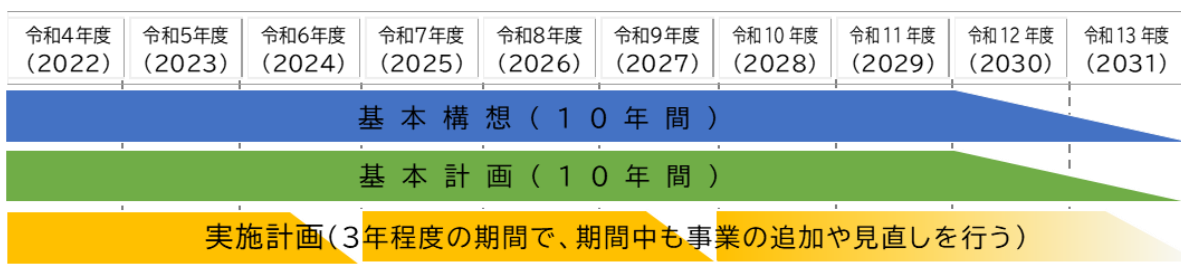 令和4年度 令和5年度 令和6年度 令和7年度 令和8年度 令和9年度 令和10年度 令和11年度 令和12年度 令和13年度
(2022) (2023) (2024) (2025) (2026) (2027) (2028) (2029) (2030) (2031)
基本構想(10年間)
基本計画(10年間)
実施計画(3年程度の期間で、期間中も事業の追加や見直しを行う)